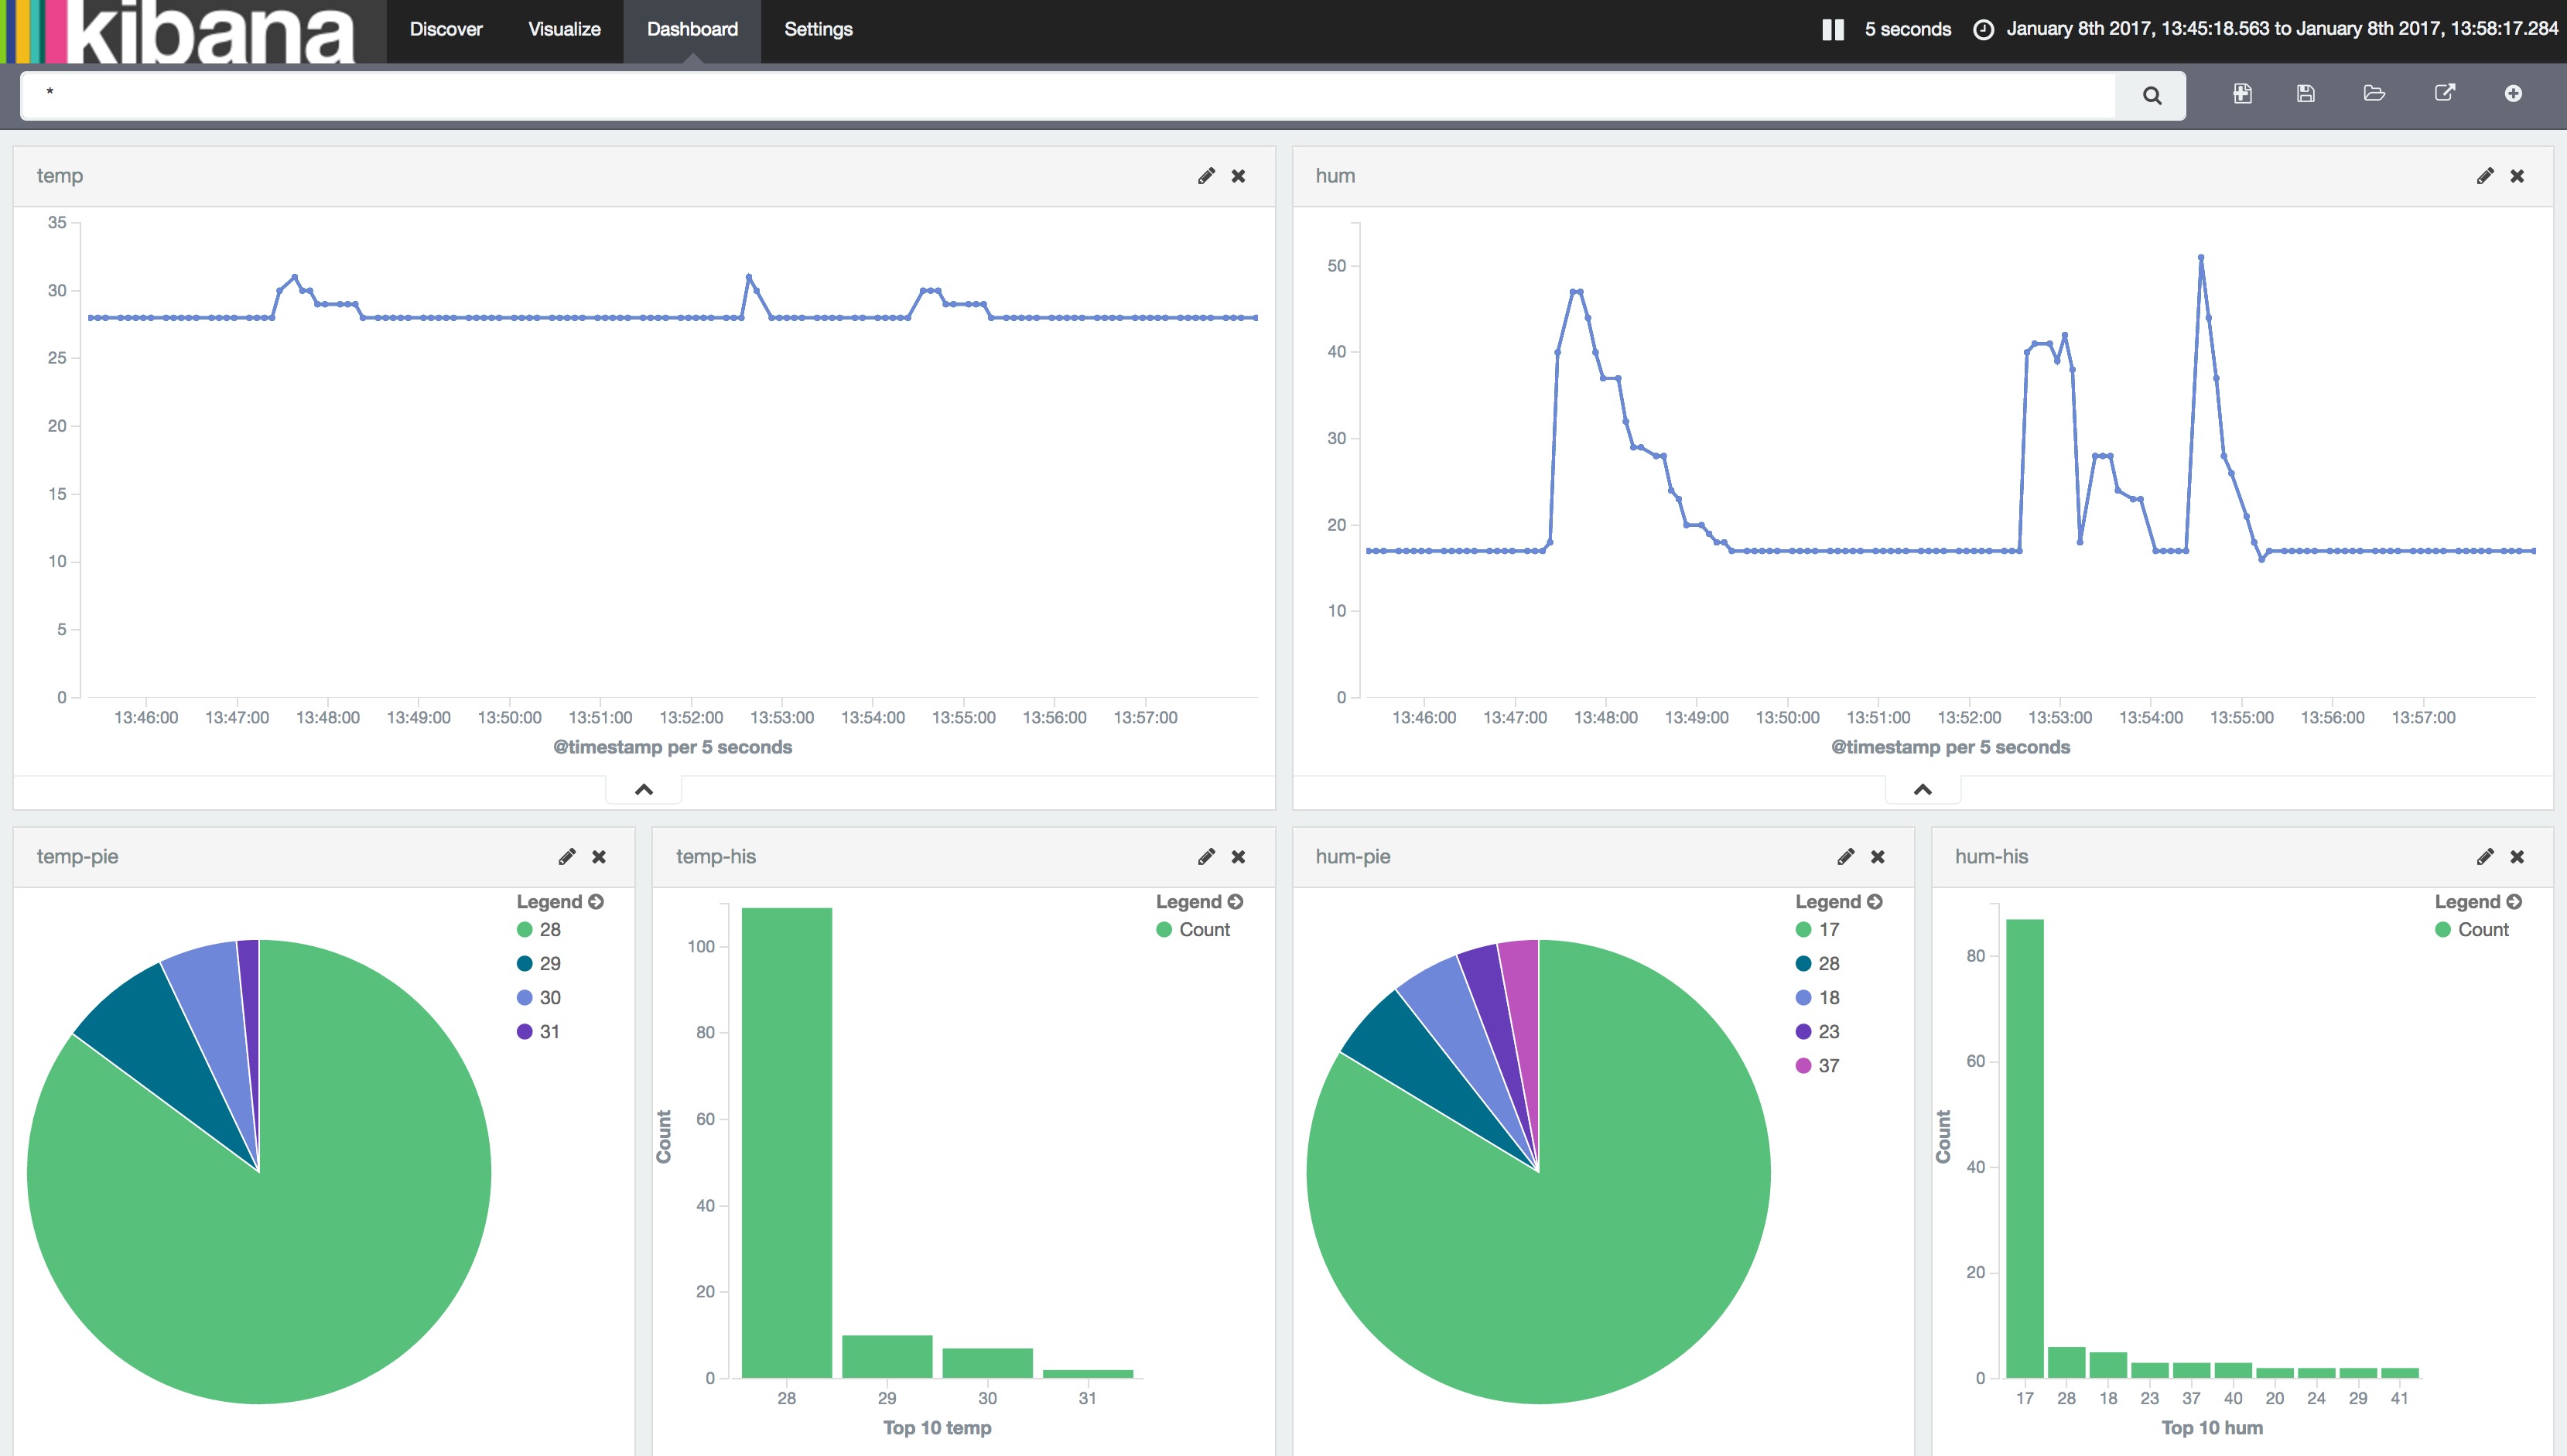 kibana
Discover Visualize Dashboard Settings 5 seconds January 8th 2017, 13:45:18.563 to January 8th 2017, 13:58:17.284
*
temp
35
30
25
20
15
10
5
0
13:46:00 13:47:00 13:48:00 13:49:00 13:50:00 13:51:00 13:52:00 13:53:00 13:54:00 13:55:00 13:56:00 13:57:00
@timestamp per 5 seconds
hum
50
40
30
20
10
0
13:46:00 13:47:00 13:48:00 13:49:00 13:50:00 13:51:00 13:52:00 13:53:00 13:54:00 13:55:00 13:56:00 13:57:00
@timestamp per 5 seconds
temp-pie
Legend
28
29
30
31
temp-his
Legend
Count
Count
100
80
60
40
20
0
28 29 30 31
Top 10 temp
hum-pie
Legend
17
28
18
23
37
hum-his
Legend
Count
Count
80
60
40
20
0
17 28 18 23 37 40 20 24 29 41
Top 10 hum